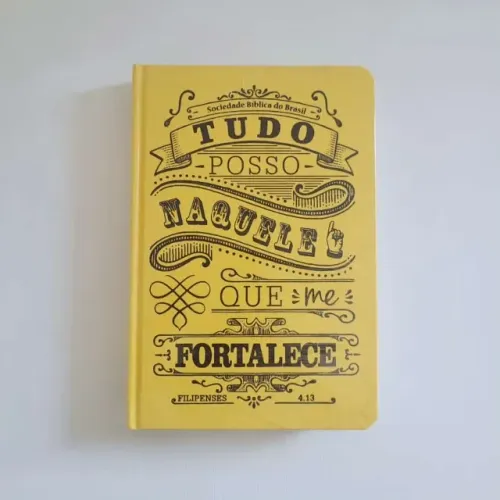 Sociedade Bíblica do Brasil
TUDO
POSSO
NAQUELE
QUE me
FORTALECE
FILIPENSES 4.13